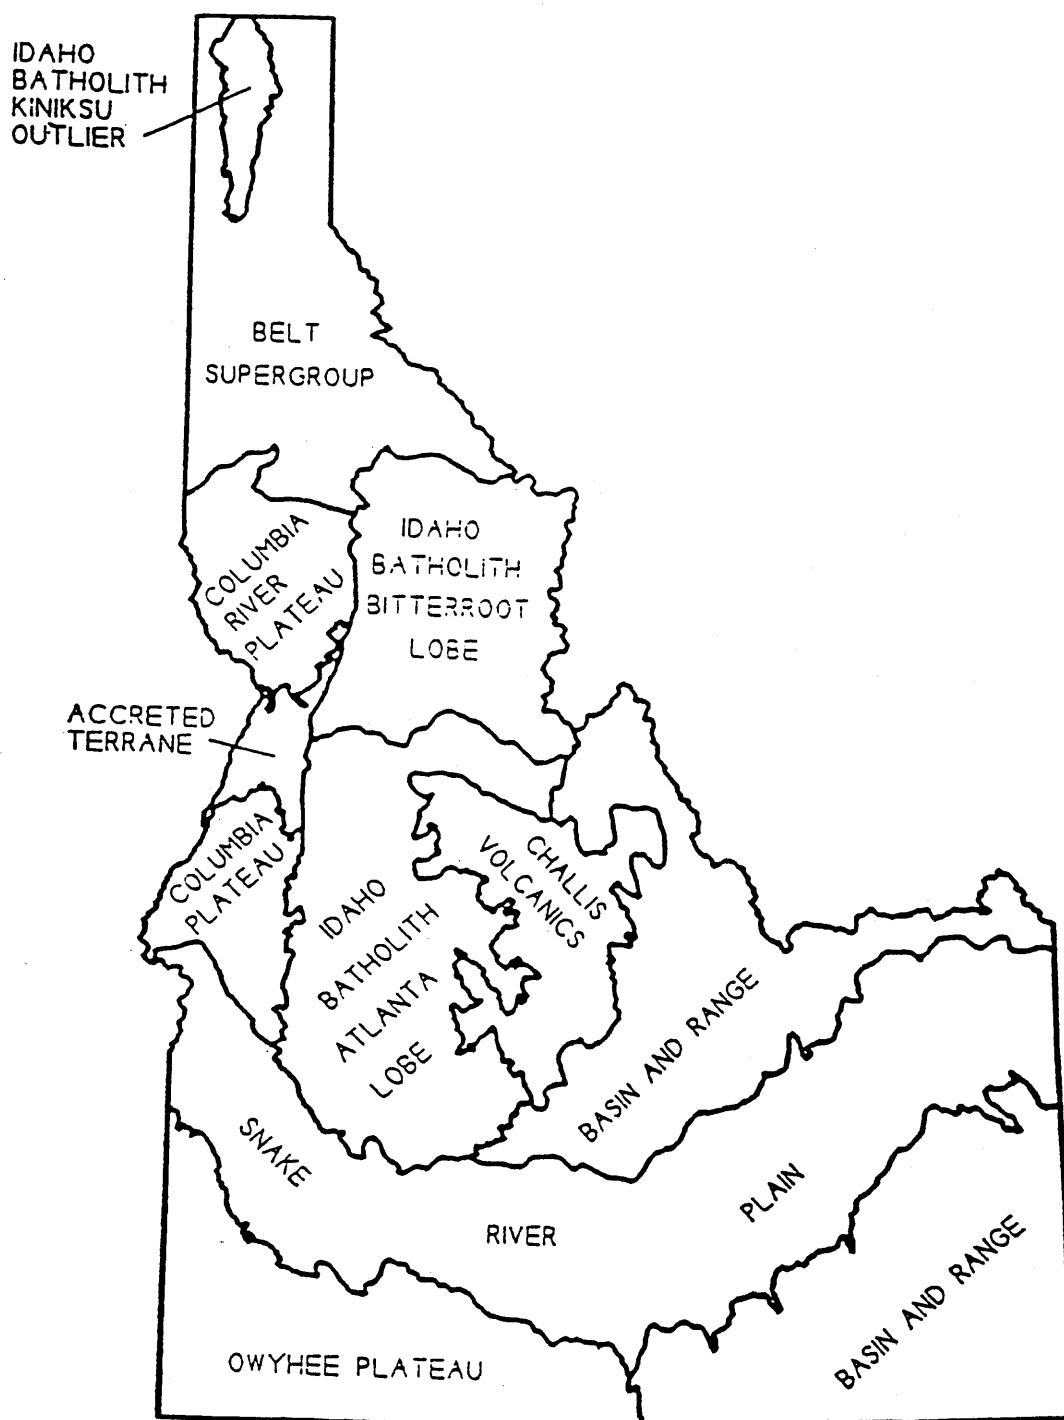 IDAHO
BATHOLITH
KINIKSU
OUTLIER
BELT
SUPERGROUP
COLUMBIA
RIVER
PLATEAU
IDAHO
BATHOLITH
BITTERROOT
LOBE
ACCRETED
TERRANE
COLUMBIA
PLATEAU
CHALLIS
VOLCANICS
IDAHO
BATHOLITH
ATLANTA
LOBE
BASIN AND RANGE
SNAKE
RIVER
PLAIN
BASIN AND RANGE
OWYHEE PLATEAU